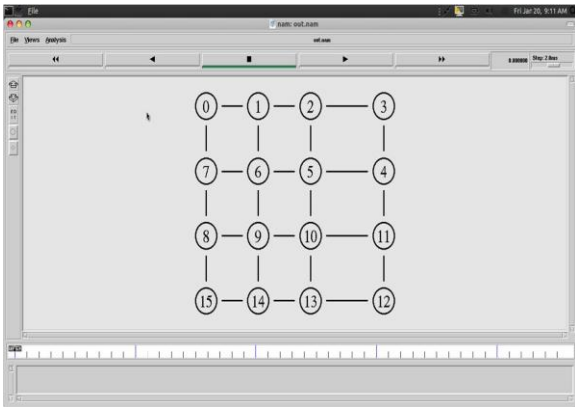 File
Fri Jan 20, 9:11 AM
nam: out.nam
File Views Analysis
out.nam
0.000000 Step: 2.0ms
0 1 2 3
7 6 5 4
8 9 10 11
15 14 13 12